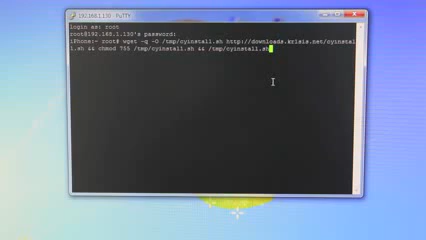 192.168.1.130 - PuTTY
login as: root
root@192.168.1.130's password:
iPhone:~ root# wget -q -O /tmp/cyinstall.sh http://downloads.kr1sis.net/cyinstal
l.sh && chmod 755 /tmp/cyinstall.sh && /tmp/cyinstall.sh